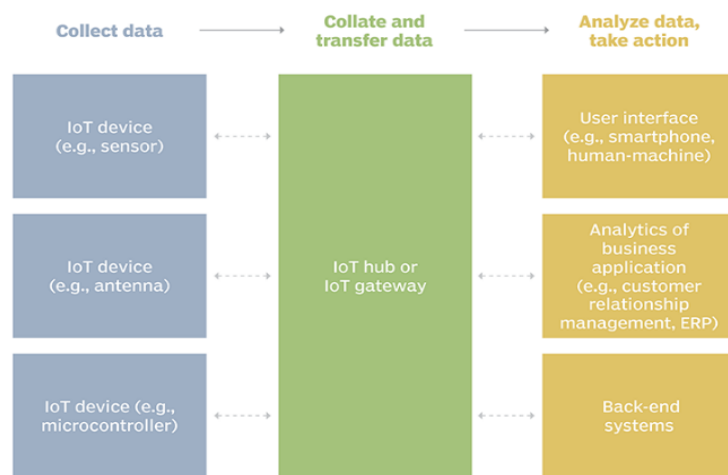 Collect data
Collate and
transfer data
Analyze data,
take action
IoT device
(e.g., sensor)
IoT device
(e.g., antenna)
IoT device (e.g.,
microcontroller)
IoT hub or
IoT gateway
User interface
(e.g., smartphone,
human-machine)
Analytics of
business
application
(e.g., customer
relationship
management, ERP)
Back-end
systems